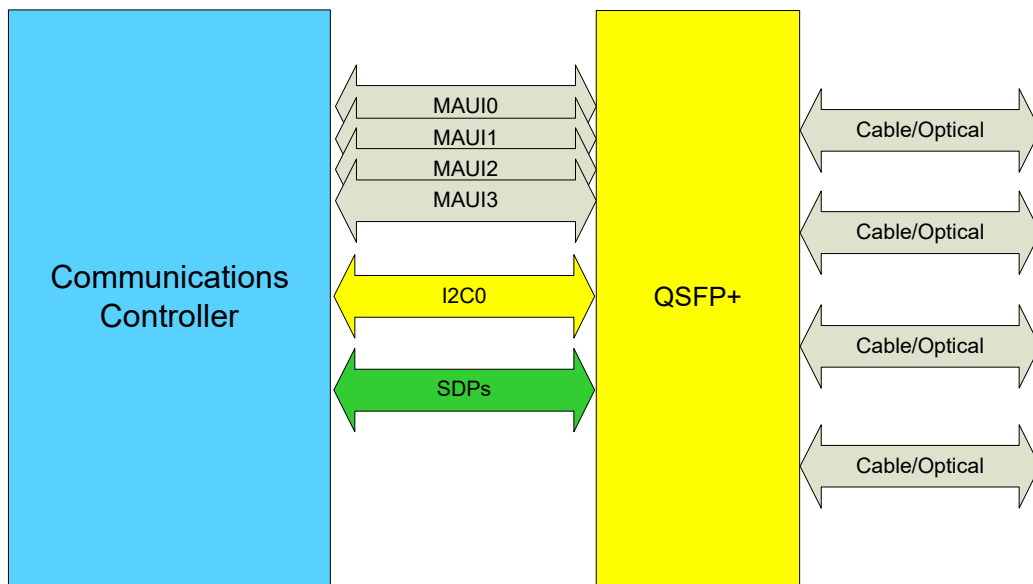 Communications
Controller
MAUI0
MAUI1
MAUI2
MAUI3
I2C0
SDPs
QSFP+
Cable/Optical
Cable/Optical
Cable/Optical
Cable/Optical